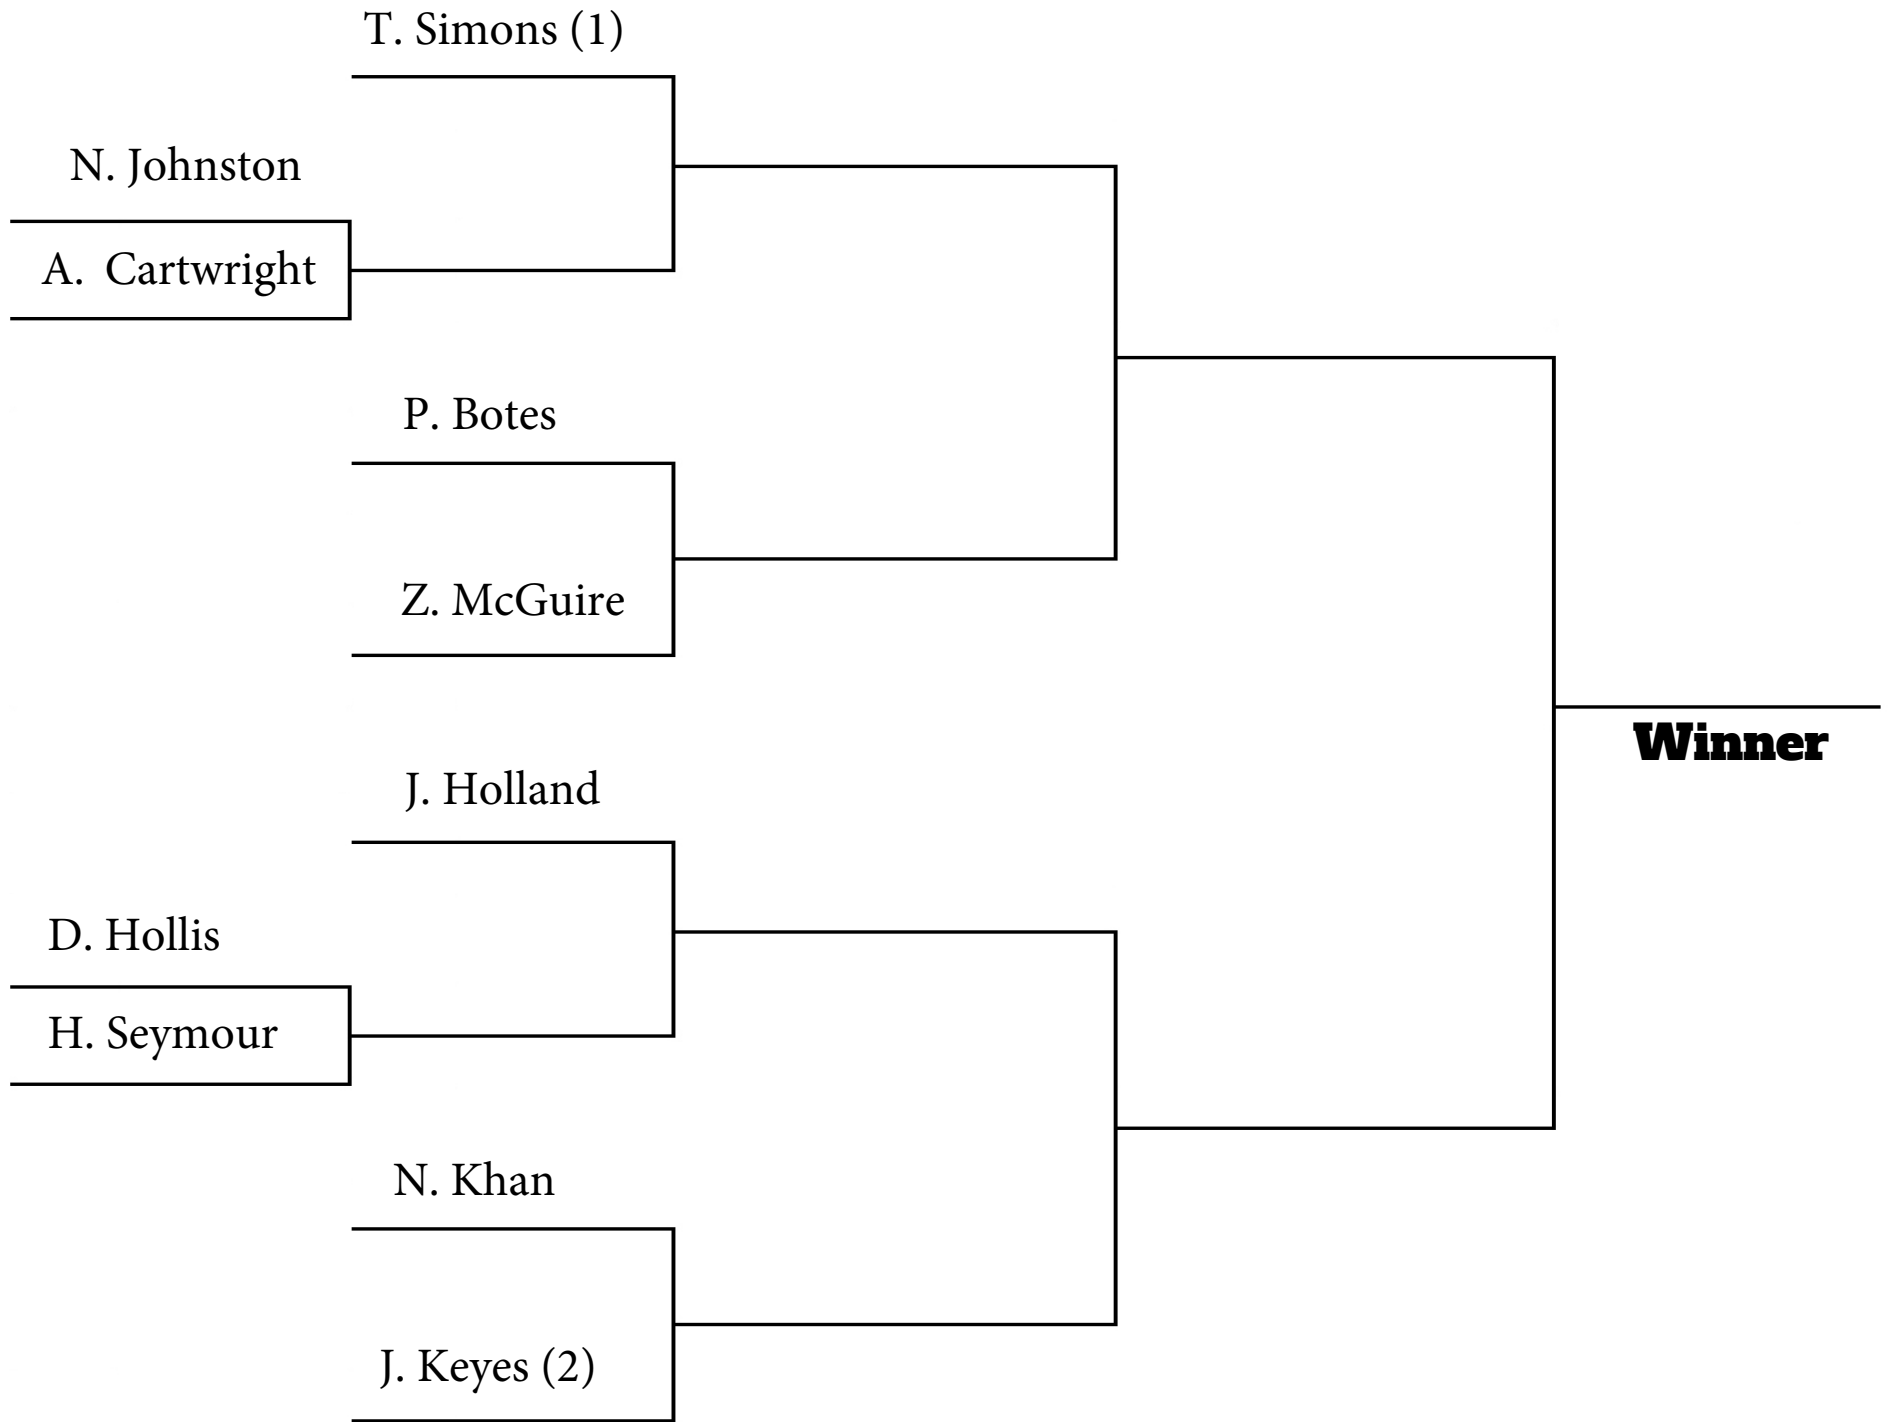 T. Simons (1)
N. Johnston
A. Cartwright
P. Botes
Z. McGuire
Winner
J. Holland
D. Hollis
H. Seymour
N. Khan
J. Keyes (2)